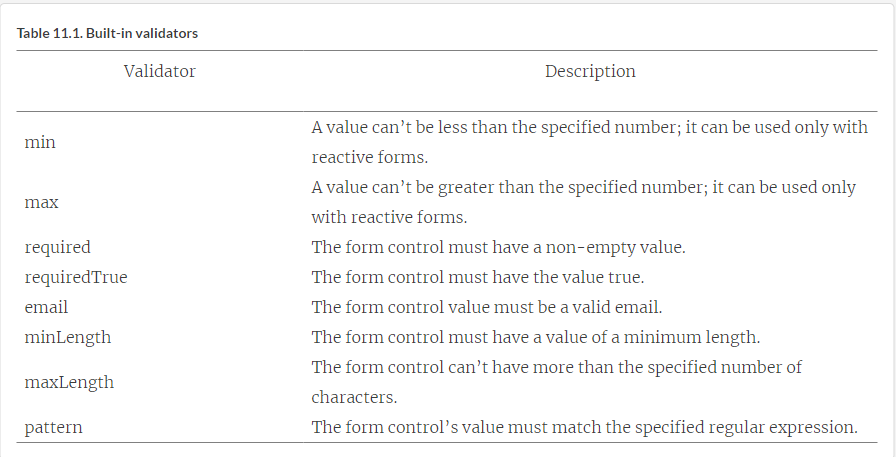 Table 11.1. Built-in validators
Validator Description
min A value can’t be less than the specified number; it can be used only with
reactive forms.
max A value can’t be greater than the specified number; it can be used only
with reactive forms.
required The form control must have a non-empty value.
requiredTrue The form control must have the value true.
email The form control value must be a valid email.
minLength The form control must have a value of a minimum length.
maxLength The form control can’t have more than the specified number of
characters.
pattern The form control’s value must match the specified regular expression.